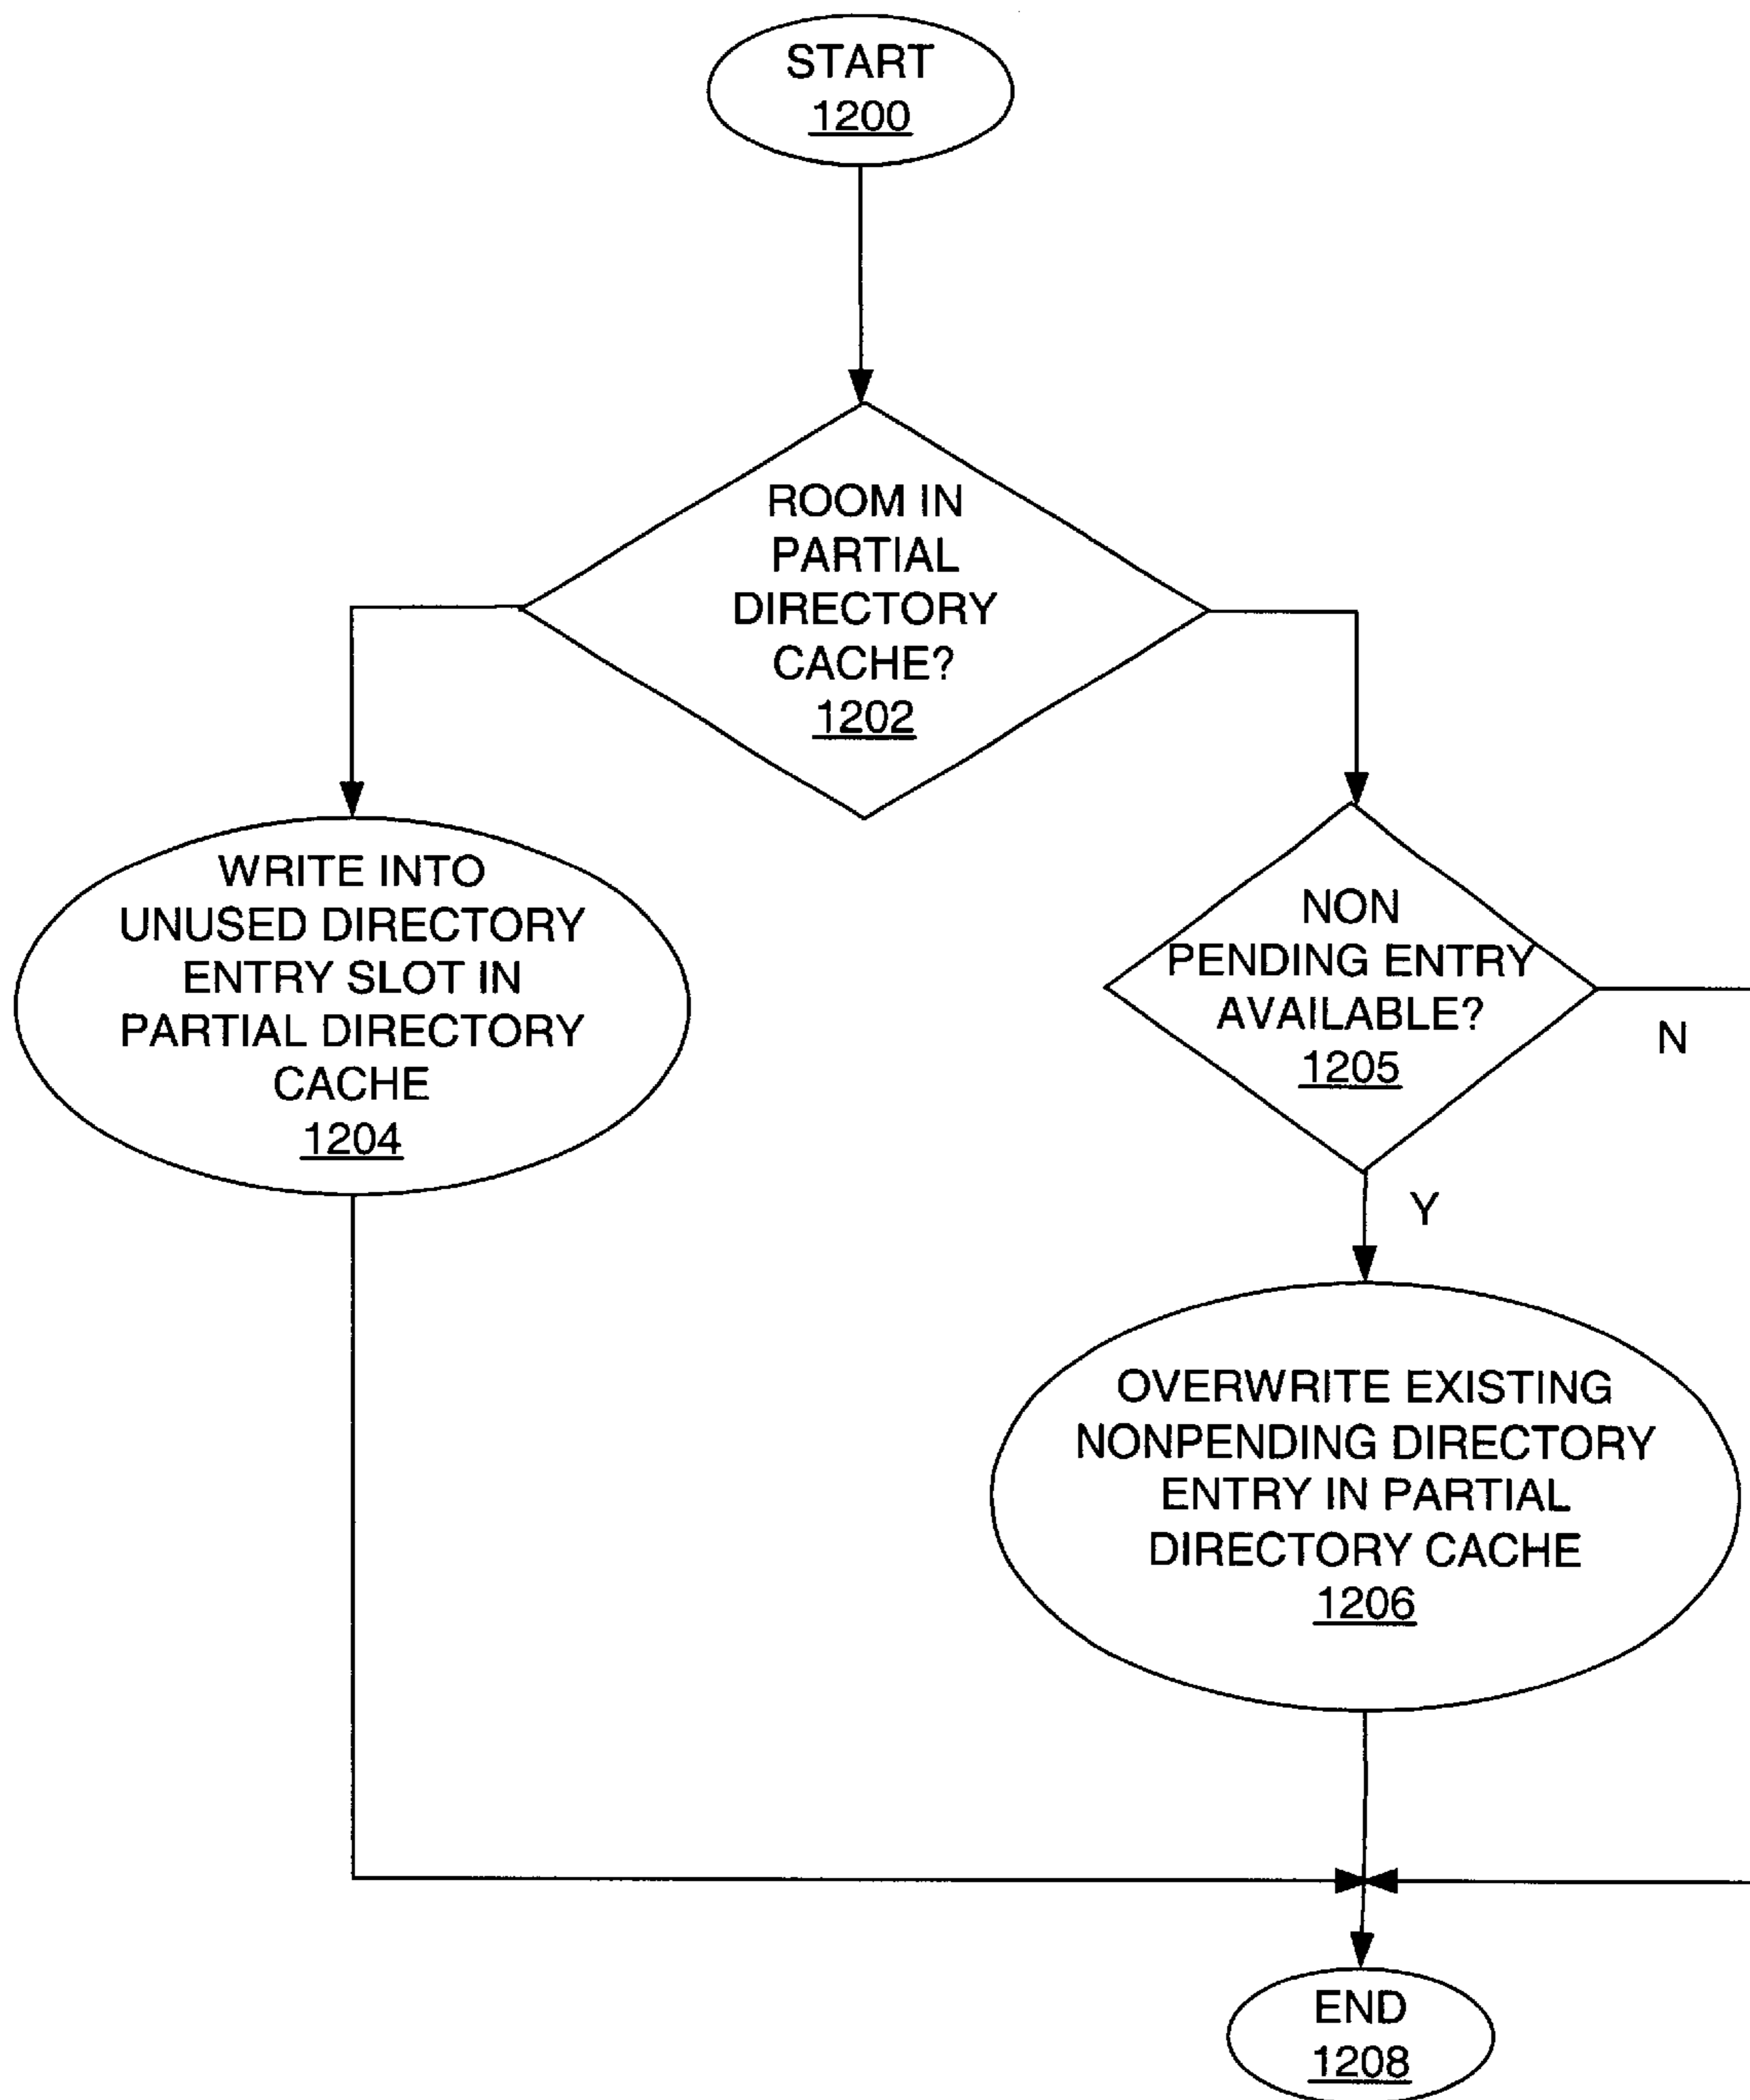 START
1200
ROOM IN
PARTIAL
DIRECTORY
CACHE?
1202
WRITE INTO
UNUSED DIRECTORY
ENTRY SLOT IN
PARTIAL DIRECTORY
CACHE
1204
NON
PENDING ENTRY
AVAILABLE?
1205
N
Y
OVERWRITE EXISTING
NONPENDING DIRECTORY
ENTRY IN PARTIAL
DIRECTORY CACHE
1206
END
1208